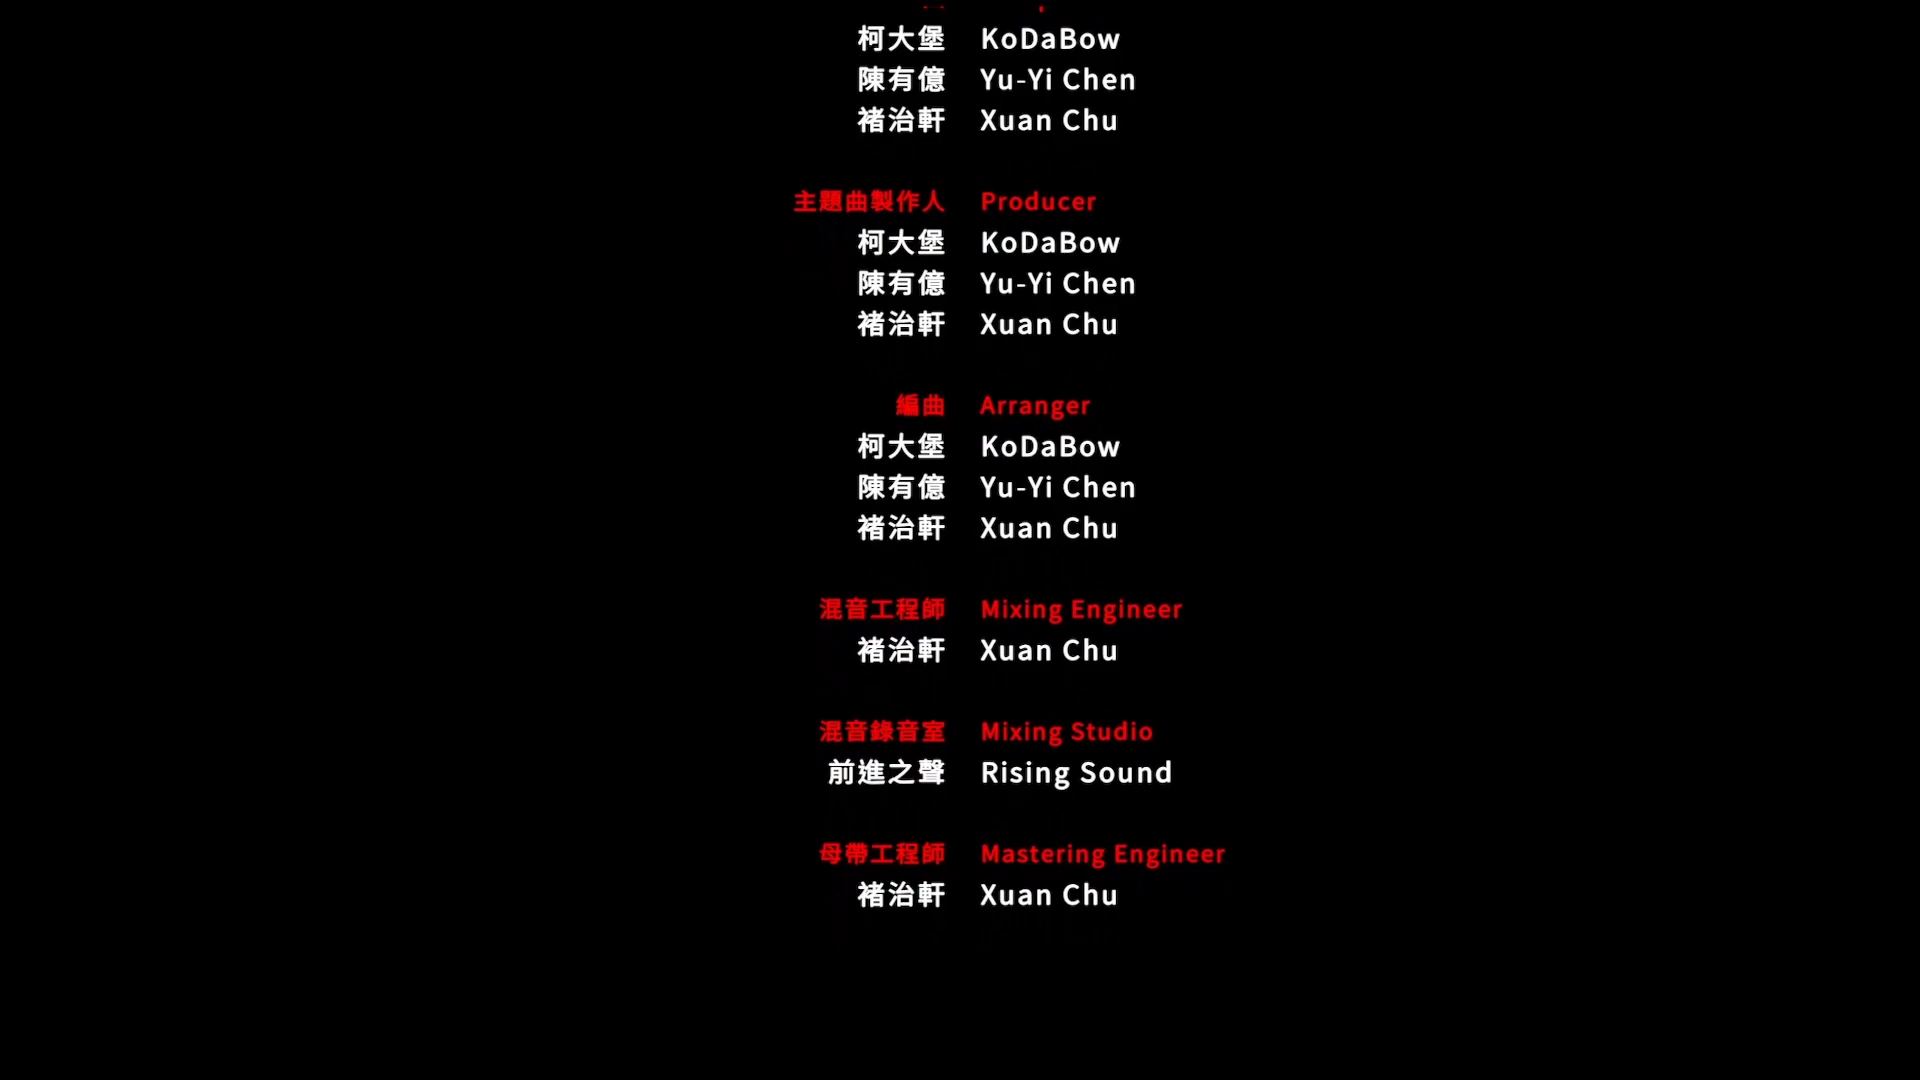 柯大堡 KoDaBow
陳有億 Yu-Yi Chen
褚治軒 Xuan Chu
主題曲製作人 Producer
柯大堡 KoDaBow
陳有億 Yu-Yi Chen
褚治軒 Xuan Chu
編曲 Arranger
柯大堡 KoDaBow
陳有億 Yu-Yi Chen
褚治軒 Xuan Chu
混音工程師 Mixing Engineer
褚治軒 Xuan Chu
混音錄音室 Mixing Studio
前進之聲 Rising Sound
母帶工程師 Mastering Engineer
褚治軒 Xuan Chu